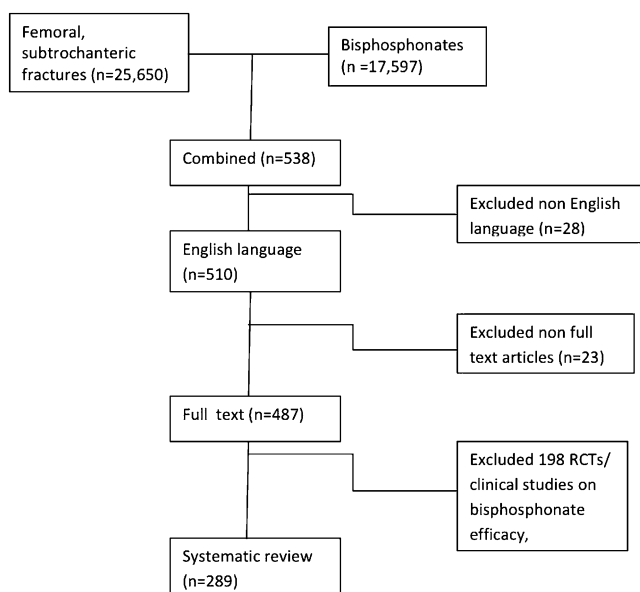 Femoral,
subtrochanteric
fractures (n=25,650)
Bisphosphonates
(n =17,597)
Combined (n=538)
Excluded non English
language (n=28)
English language
(n=510)
Excluded non full
text articles (n=23)
Full text (n=487)
Excluded 198 RCTs/
clinical studies on
bisphosphonate
efficacy,
Systematic review
(n=289)